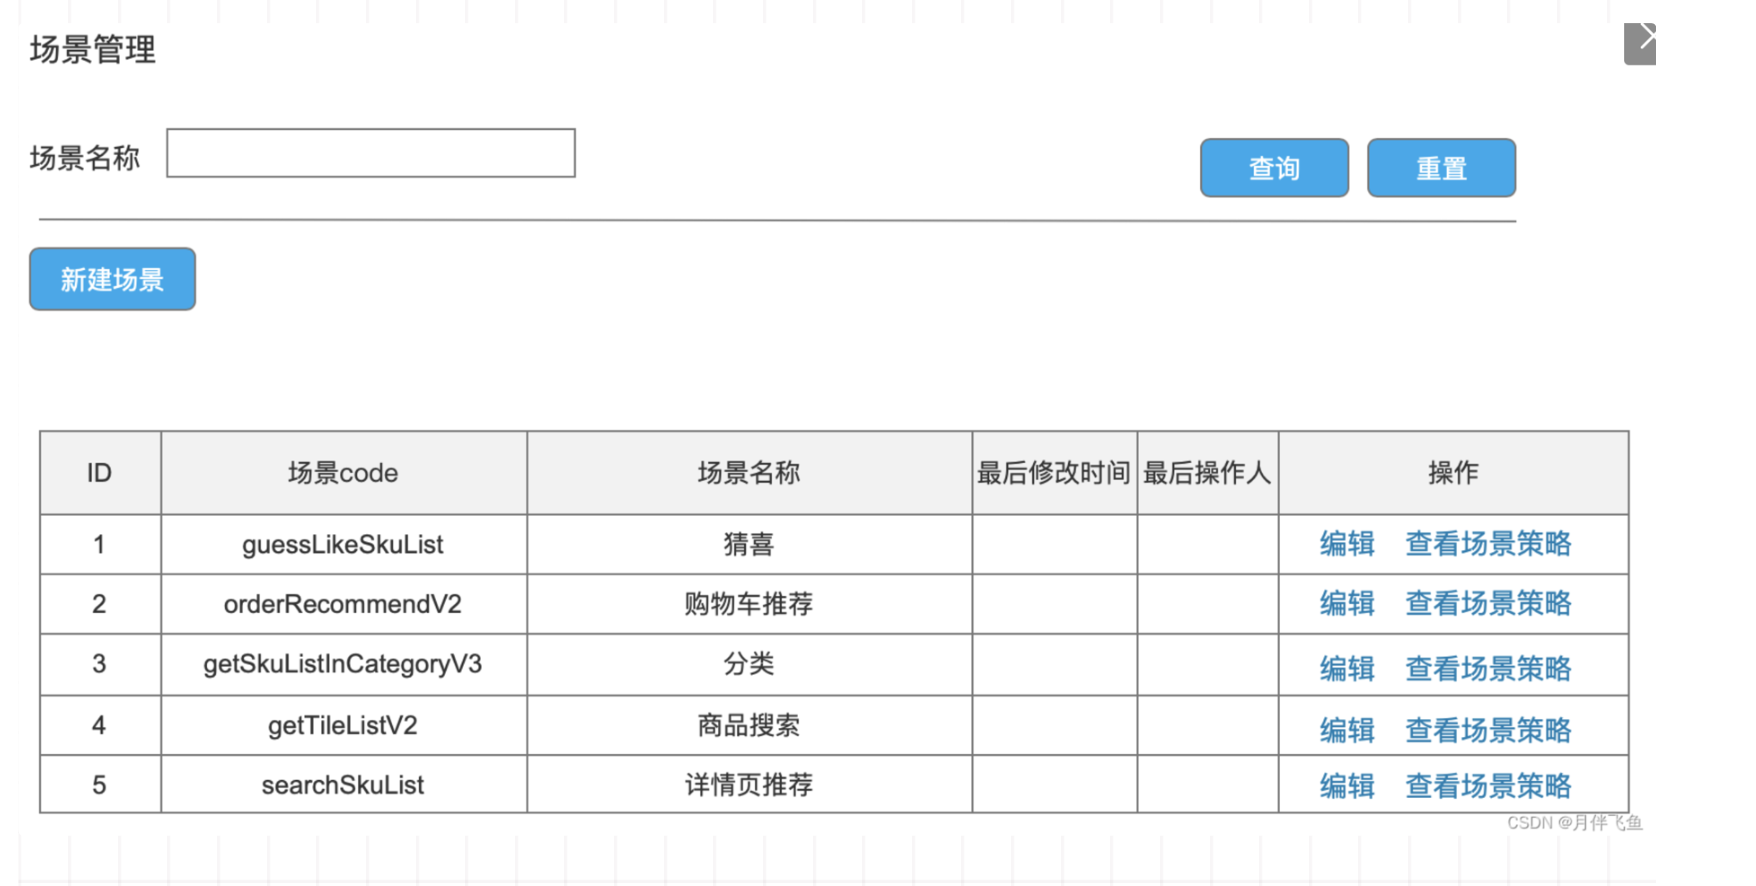 场景管理
场景名称
查询 重置
新建场景
ID 场景code 场景名称 最后修改时间 最后操作人 操作
1 guessLikeSkuList 猜喜 编辑 查看场景策略
2 orderRecommendV2 购物车推荐 编辑 查看场景策略
3 getSkuListInCategoryV3 分类 编辑 查看场景策略
4 getTileListV2 商品搜索 编辑 查看场景策略
5 searchSkuList 详情页推荐 编辑 查看场景策略
CSDN @月伴飞鱼